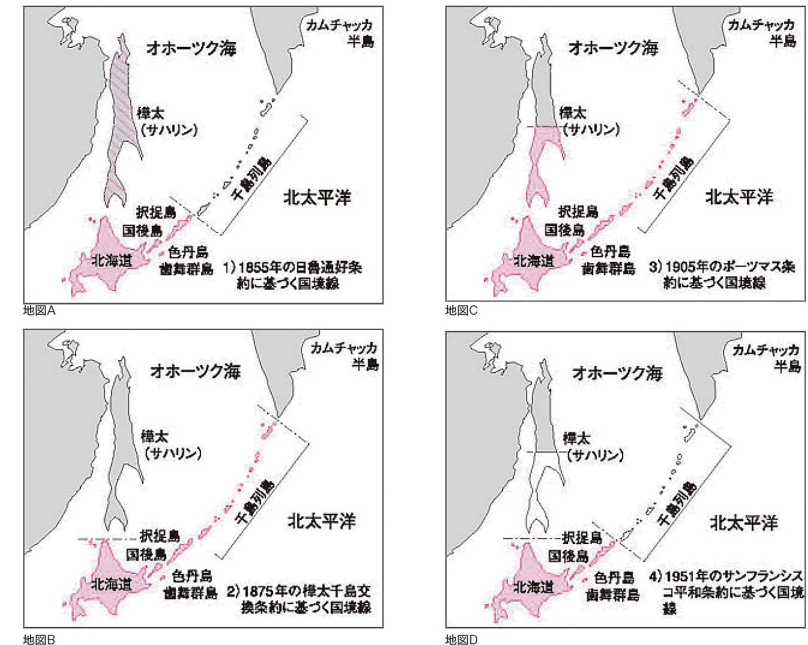 カムチャッカ
半島
オホーツク海
樺太
(サハリン)
千島列島
北太平洋
択捉島
国後島
北海道
色丹島
歯舞群島
1)1855年の日魯通好条
約に基づく国境線
地図A
カムチャッカ
半島
オホーツク海
樺太
(サハリン)
千島列島
北太平洋
択捉島
国後島
北海道
色丹島
歯舞群島
2)1875年の樺太千島交
換条約に基づく国境線
地図B
カムチャッカ
半島
オホーツク海
樺太
(サハリン)
千島列島
北太平洋
択捉島
国後島
北海道
色丹島
歯舞群島
3)1905年のポーツマス条
約に基づく国境線
地図C
カムチャッカ
半島
オホーツク海
樺太
(サハリン)
千島列島
北太平洋
択捉島
国後島
北海道
色丹島
歯舞群島
4)1951年のサンフランシス
コ平和条約に基づく国境
線
地図D